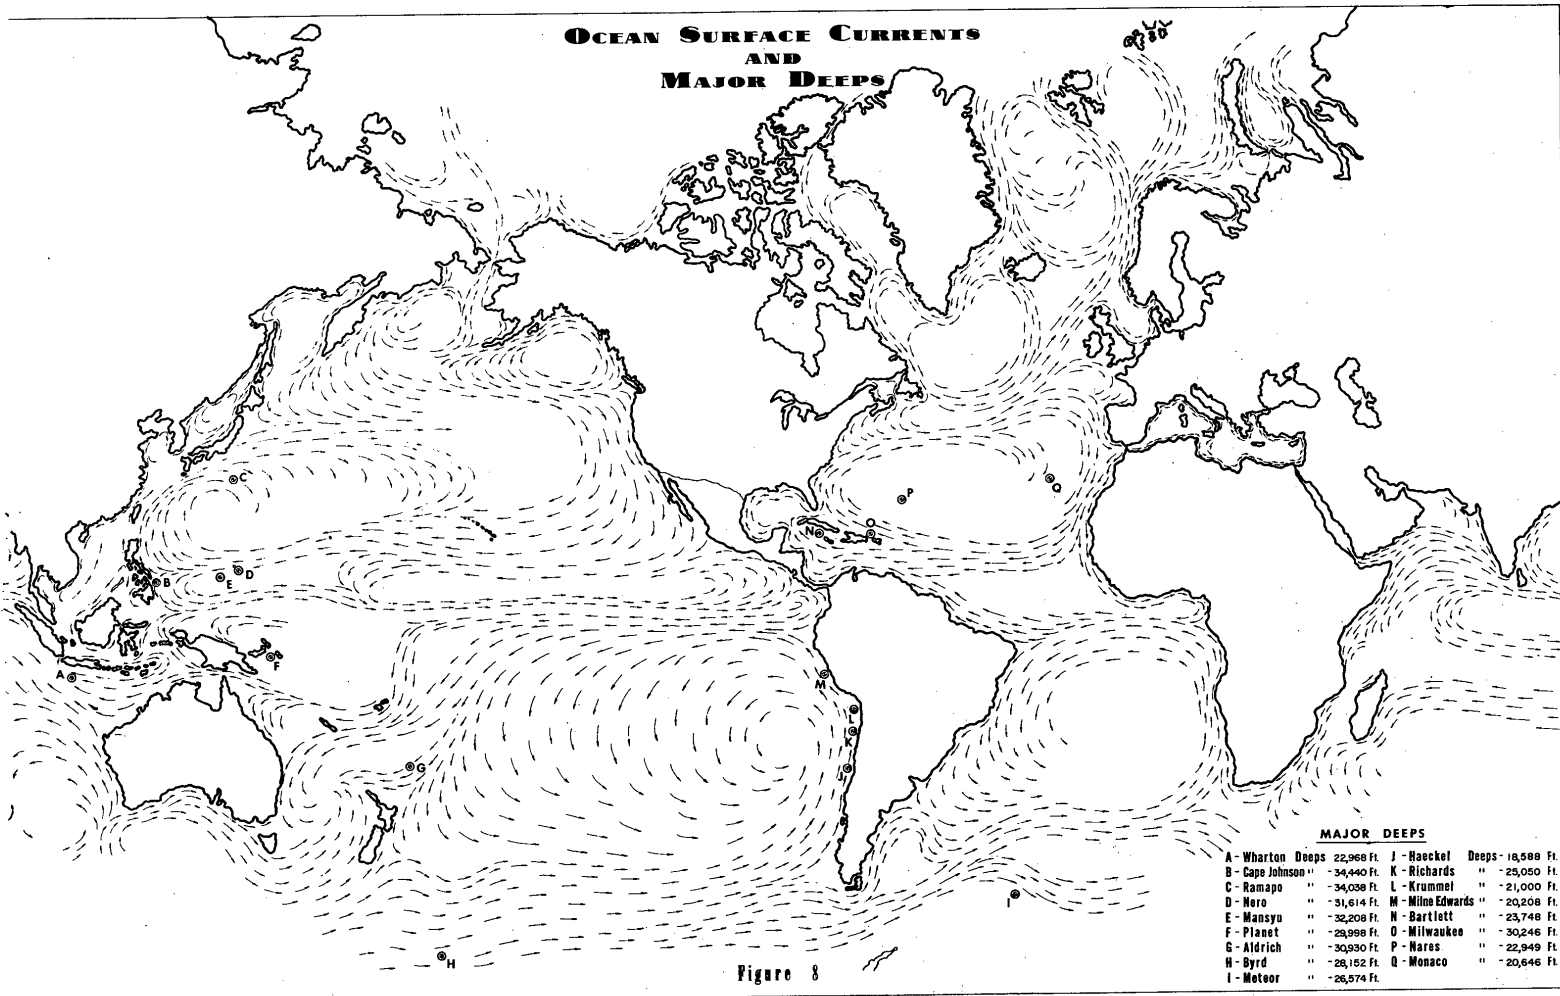 OCEAN SURFACE CURRENTS
AND
MAJOR DEEPS
C
P
Q
O
N
B
E
D
F
A
M
L
K
J
G
I
H
Figure 8
MAJOR DEEPS
A - Wharton Deeps 22,968 Ft.
B - Cape Johnson " - 34,440 Ft.
C - Ramapo " - 34,038 Ft.
D - Nero " - 31,614 Ft.
E - Mansyu " - 32,208 Ft.
F - Planet " - 29,998 Ft.
G - Aldrich " - 30,930 Ft.
H - Byrd " - 28,152 Ft.
I - Meteor " - 26,574 Ft.
J - Haeckel Deeps - 18,588 Ft.
K - Richards " - 25,050 Ft.
L - Krummel " - 21,000 Ft.
M - Milne Edwards " - 20,208 Ft.
N - Bartlett " - 23,748 Ft.
O - Milwaukee " - 30,246 Ft.
P - Nares " - 22,949 Ft.
Q - Monaco " - 20,646 Ft.